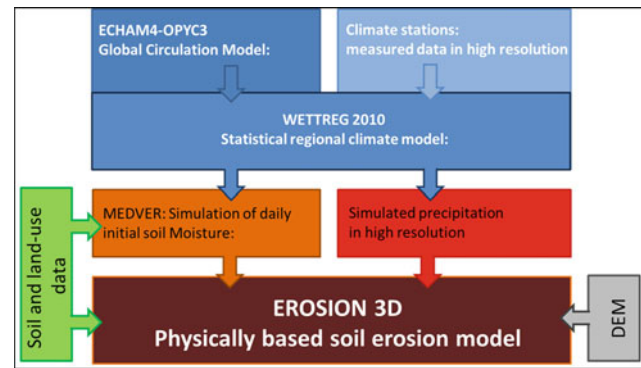 ECHAM4-OPYC3
Global Circulation Model:
Climate stations:
measured data in high resolution
WETTREG 2010
Statistical regional climate model:
Soil and land-use
data
MEDVER: Simulation of daily
initial soil Moisture:
Simulated precipitation
in high resolution
EROSION 3D
Physically based soil erosion model
DEM